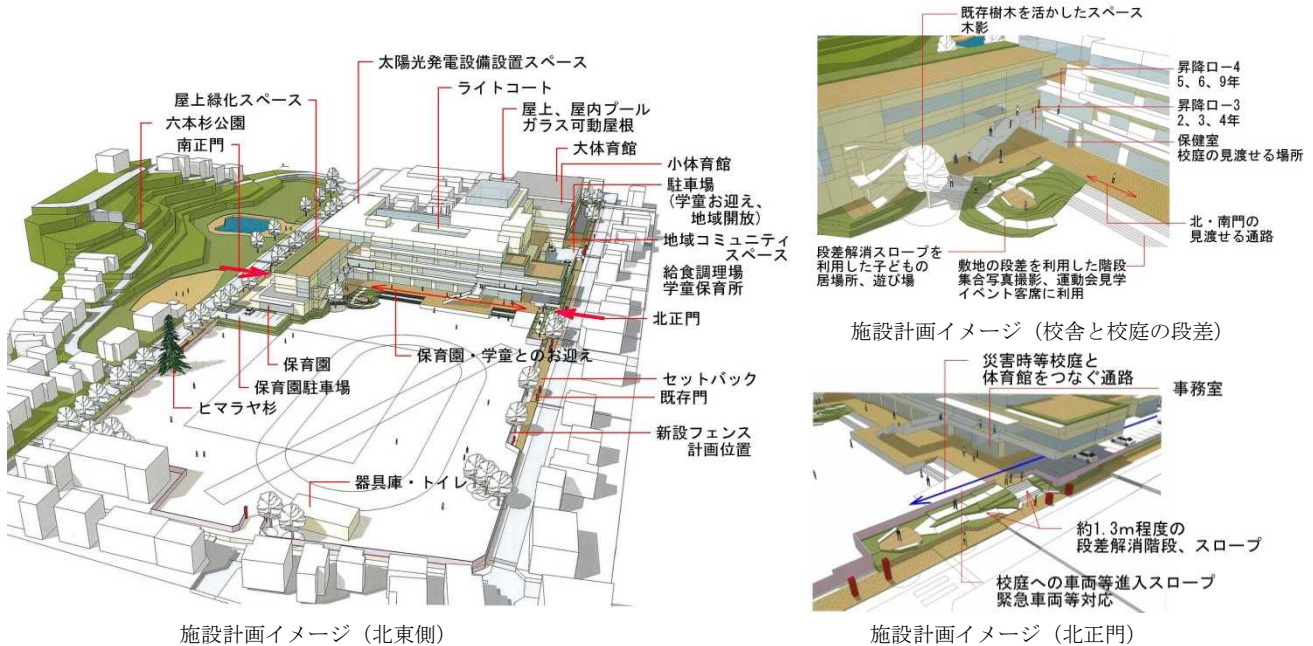 太陽光発電設備設置スペース
ライトコート
屋上緑化スペース
屋上、屋内プール
ガラス可動屋根
六本杉公園
大体育館
南正門
小体育館
駐車場
(学童お迎え、
地域開放)
地域コミュニティ
スペース
給食調理場
学童保育所
北正門
保育園・学童とのお迎え
保育園
保育園駐車場
ヒマラヤ杉
セットバック
既存門
新設フェンス
計画位置
器具庫・トイレ
施設計画イメージ(北東側)
既存樹木を活かしたスペース
木影
昇降ロー4
5、6、9年
昇降ロー3
2、3、4年
保健室
校庭の見渡せる場所
北・南門の
見渡せる通路
段差解消スロープを
利用した子どもの
居場所、遊び場
敷地の段差を利用した階段
集合写真撮影、運動会見学
イベント客席に利用
施設計画イメージ(校舎と校庭の段差)
災害時等校庭と
体育館をつなぐ通路
事務室
約1.3m程度の
段差解消階段、スロープ
校庭への車両等進入スロープ
緊急車両等対応
施設計画イメージ(北正門)